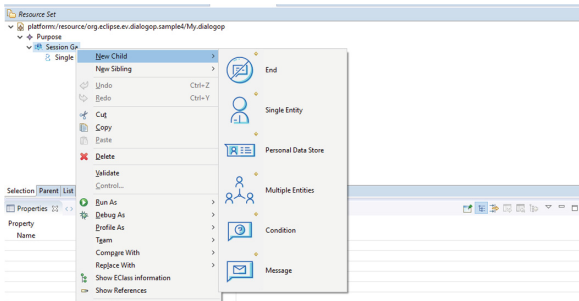 Resource Set
platform:/resource/org.eclipse.ev.dialogop.sample4/My.dialogop
Purpose
Session Ge
Single
New Child
New Sibling
Undo Ctrl+Z
Redo Ctrl+Y
Cut
Copy
Paste
Delete
Validate
Control...
Run As
Debug As
Profile As
Team
Compare With
Replace With
Show EClass information
Show References
End
Single Entity
Personal Data Store
Multiple Entities
Condition
Message
Selection Parent List
Properties
Property
Name